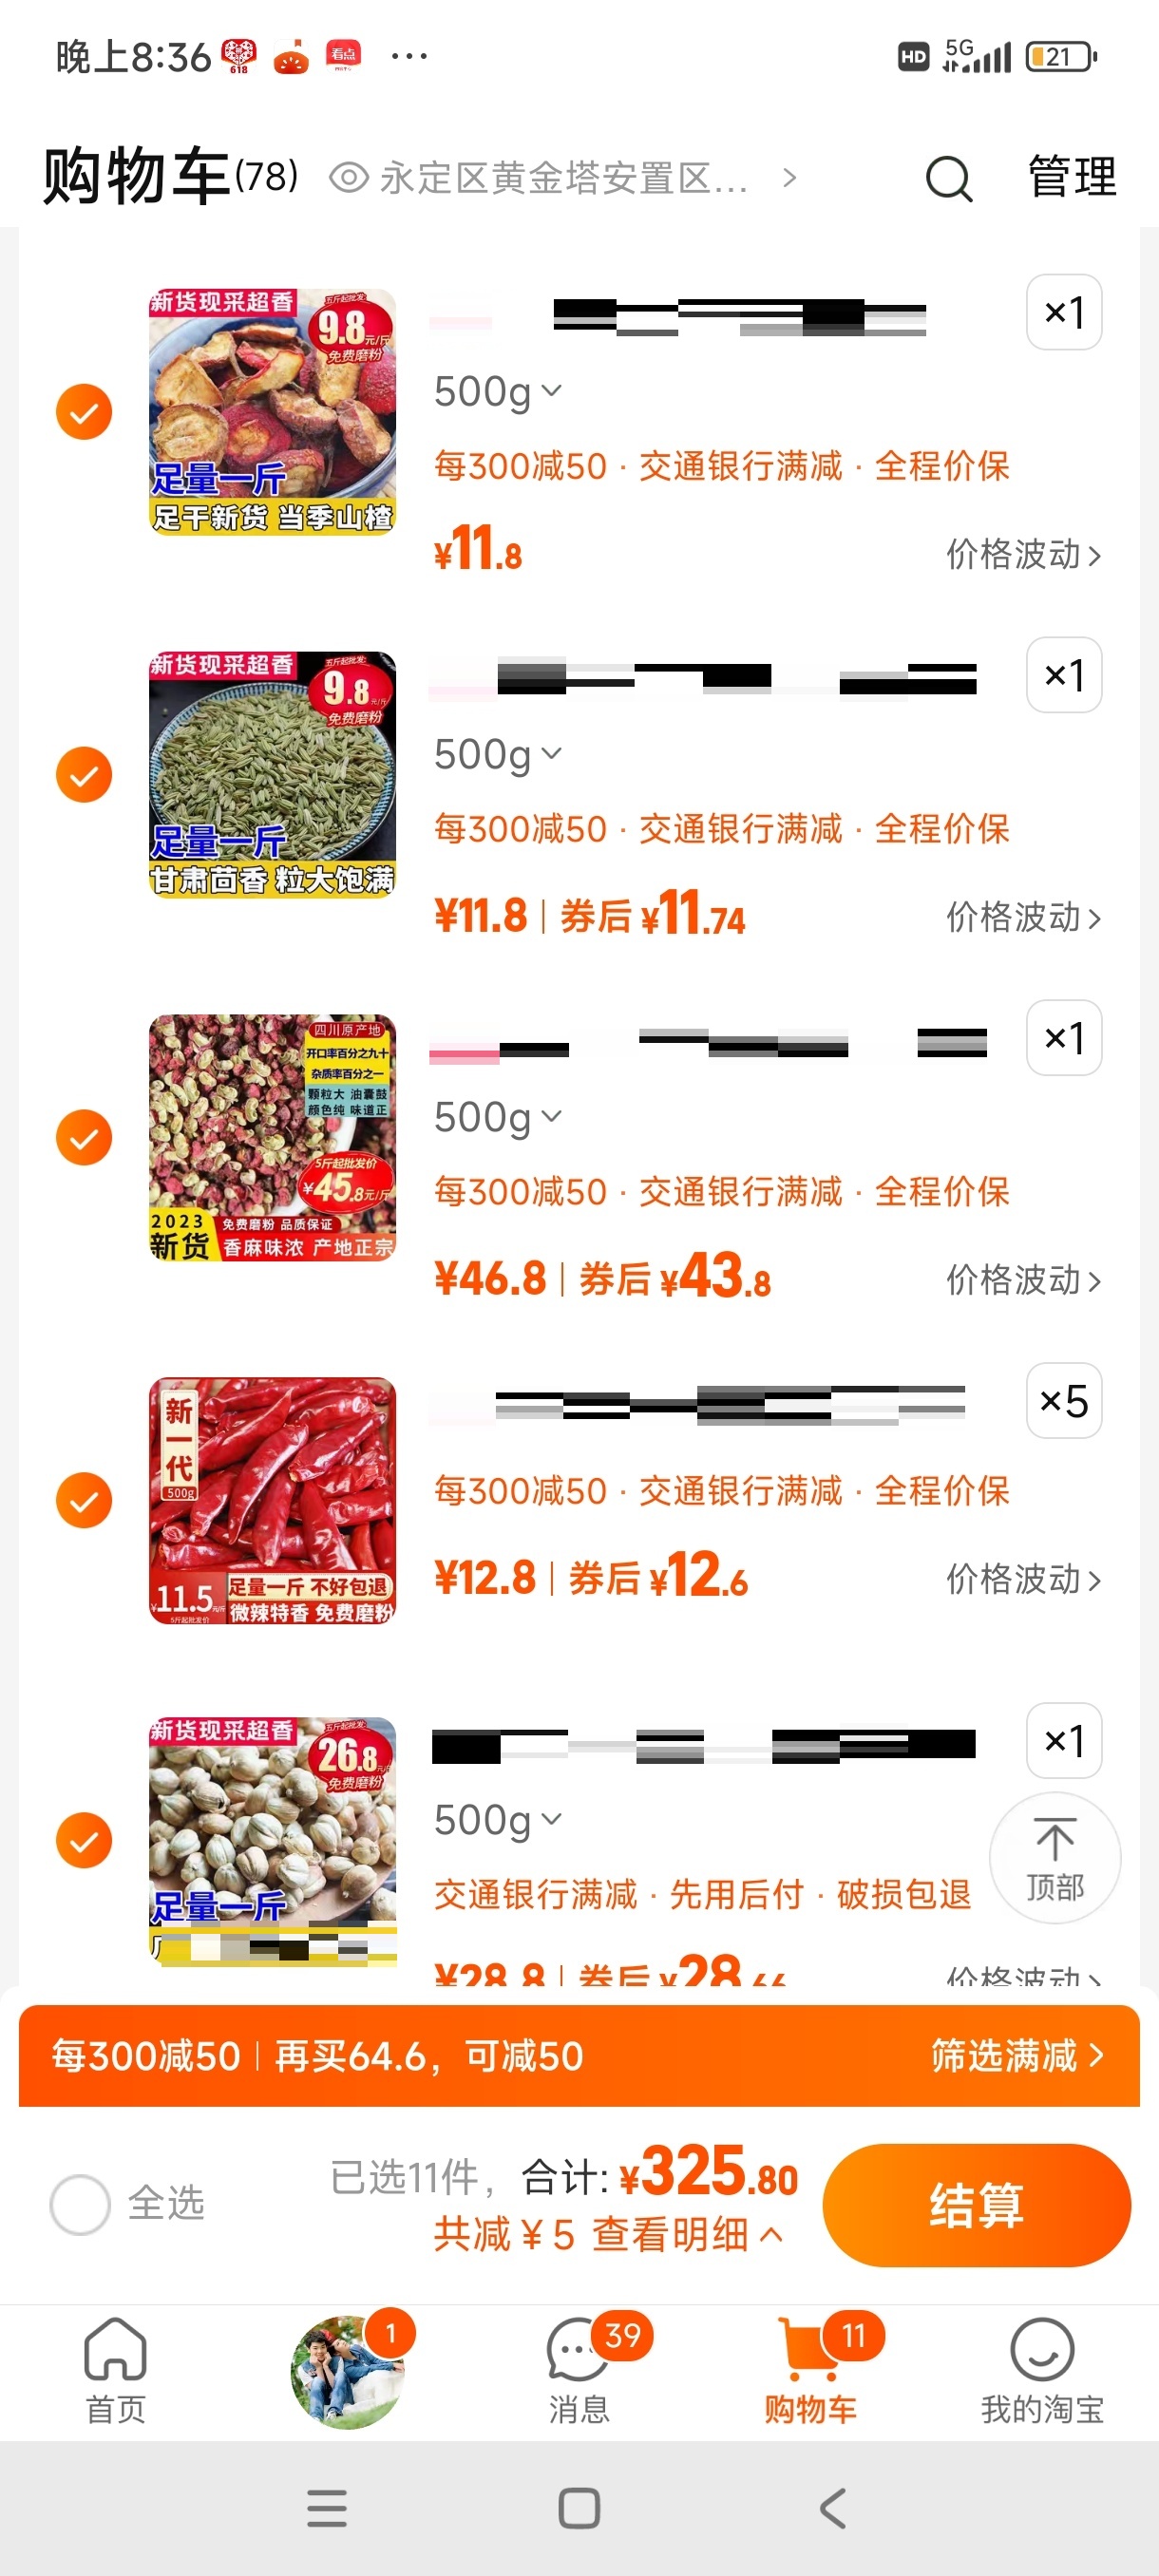 晚上8:36 618 看点 ··· HD 5G 21
购物车(78) 永定区黄金塔安置区... > 管理
新货现采超香
五斤起批发
9.8元/斤
免费磨粉
足量一斤
足干新货 当季山楂
×1
500g
每300减50 · 交通银行满减 · 全程价保
¥11.8 价格波动>
新货现采超香
五斤起批发
9.8元/斤
免费磨粉
足量一斤
甘肃茴香 粒大饱满
×1
500g
每300减50 · 交通银行满减 · 全程价保
¥11.8 | 券后 ¥11.74 价格波动>
四川原产地
开口率百分之九十
杂质率百分之一
颗粒大 油囊鼓
颜色纯 味道正
5斤起批发价
¥45.8元/斤
2023 免费磨粉 品质保证
新货 香麻味浓 产地正宗
×1
500g
每300减50 · 交通银行满减 · 全程价保
¥46.8 | 券后 ¥43.8 价格波动>
新一代
500g
¥11.5元/斤
5斤起批发价
足量一斤 不好包退
微辣特香 免费磨粉
×5
每300减50 · 交通银行满减 · 全程价保
¥12.8 | 券后 ¥12.6 价格波动>
新货现采超香
五斤起批发
26.8
免费磨粉
足量一斤
×1
500g
交通银行满减 · 先用后付 · 破损包退
顶部
¥28.8 | 券后 ¥28.66 价格波动>
每300减50 | 再买64.6，可减50 筛选满减>
全选 已选11件，合计: ¥325.80 结算
共减¥5 查看明细
1 39 11
首页 消息 购物车 我的淘宝